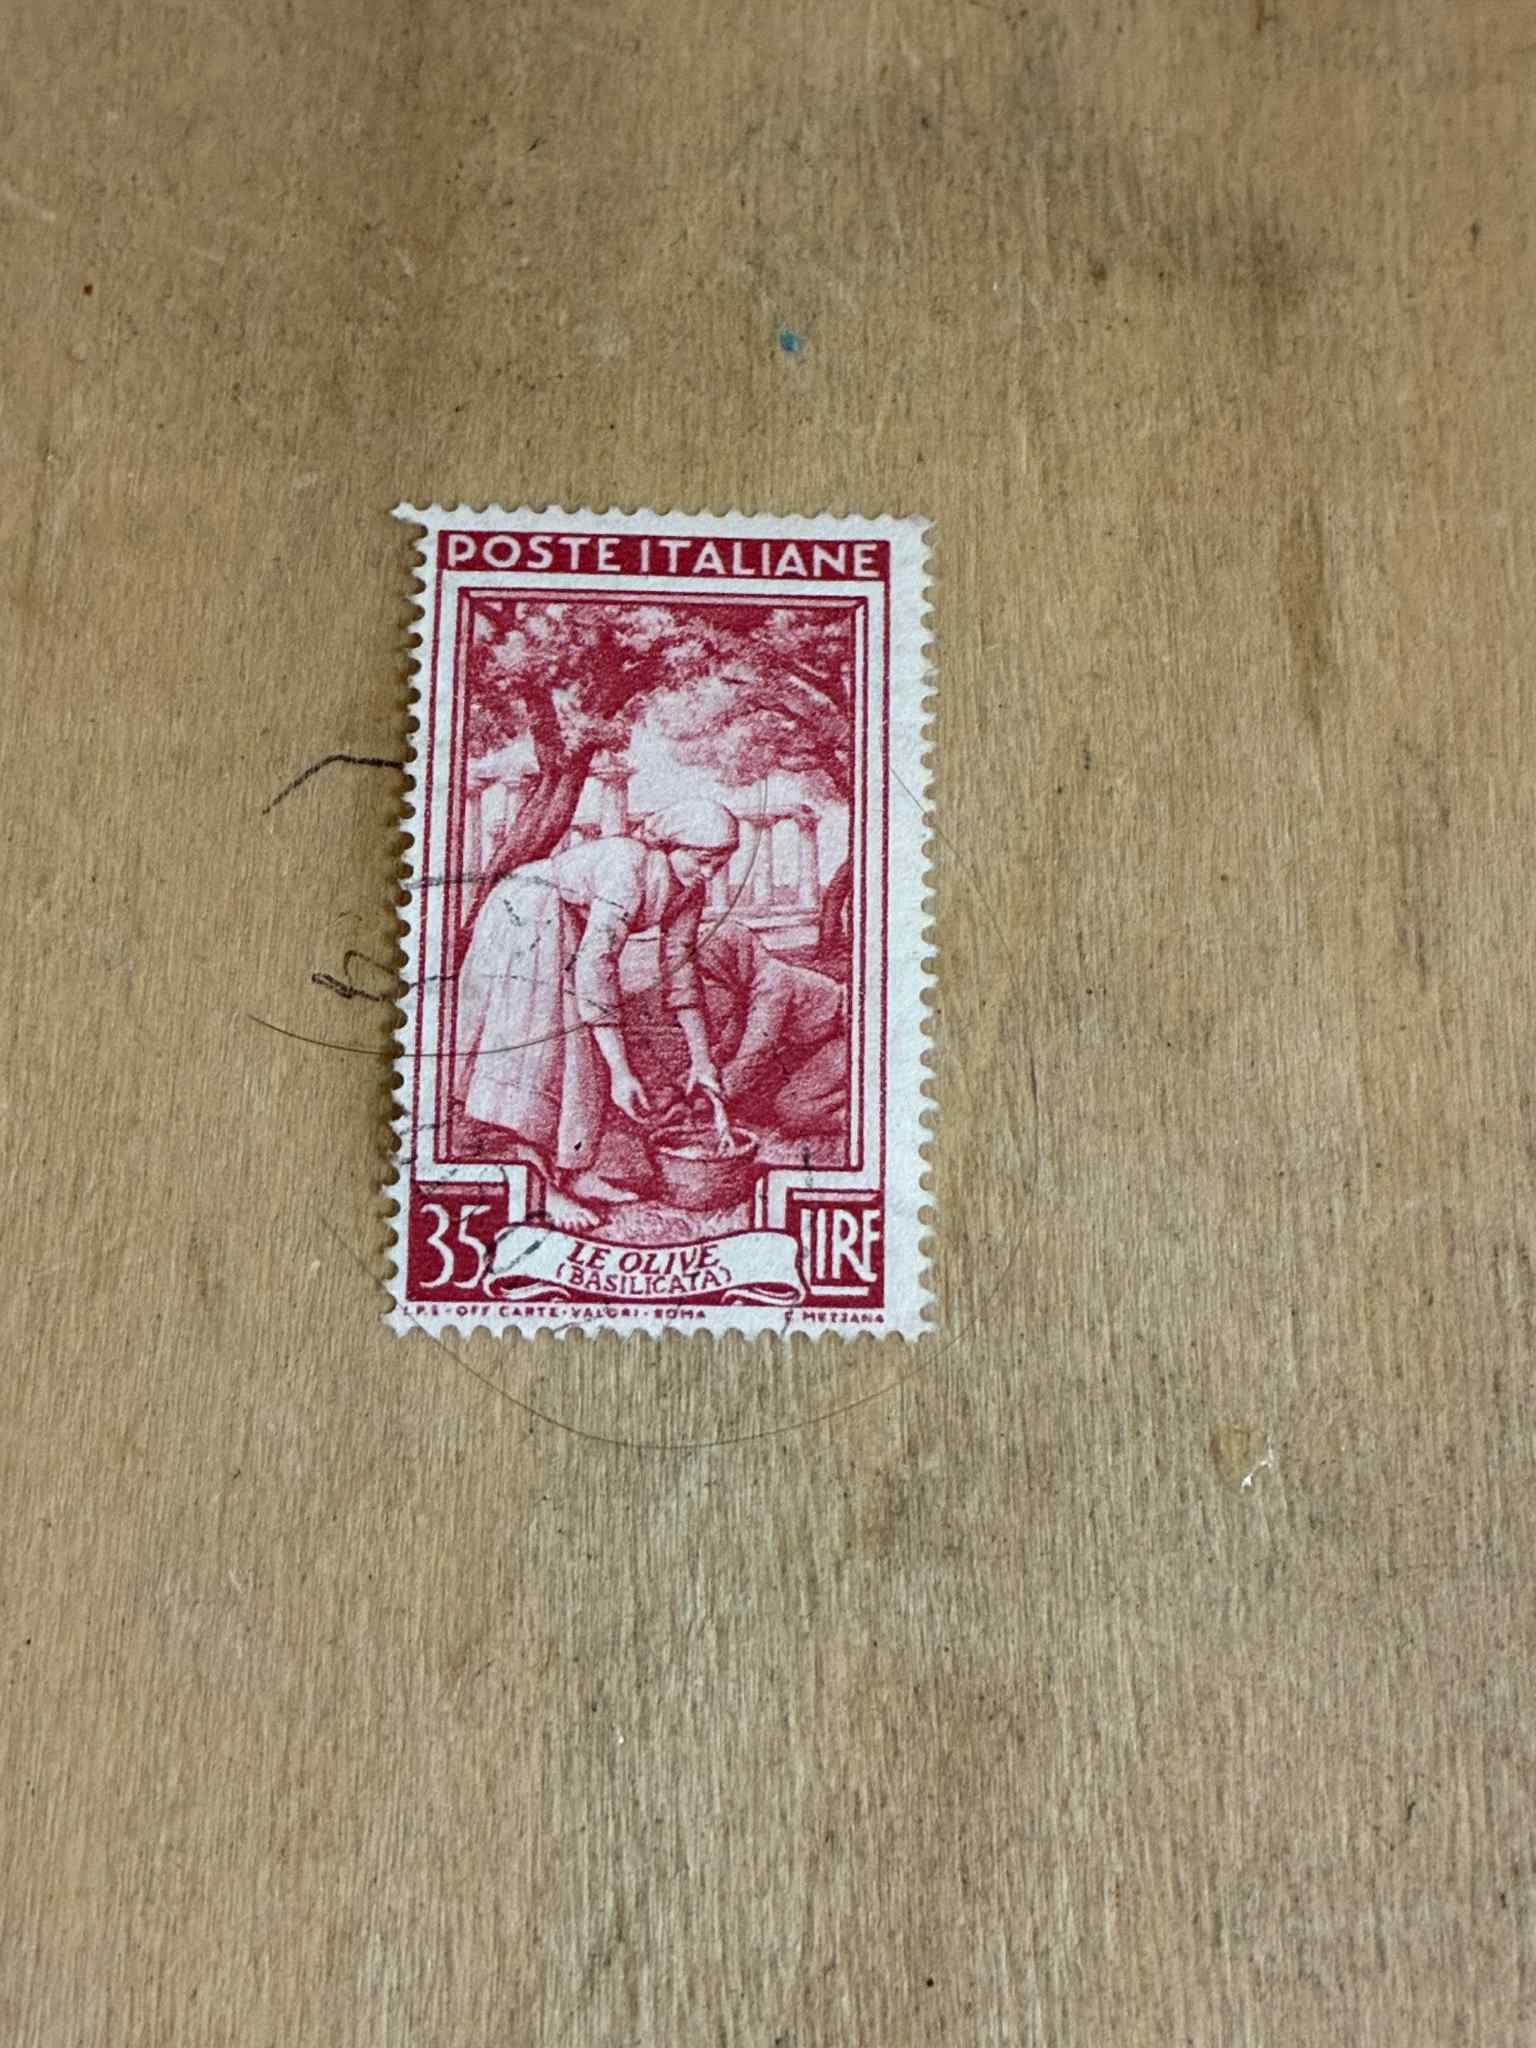 POSTE ITALIANE
35 LIRE
LE OLIVE
(BASILICATA)
I.P.S - OFF. CARTE - VALORI - ROMA C. MEZZANA